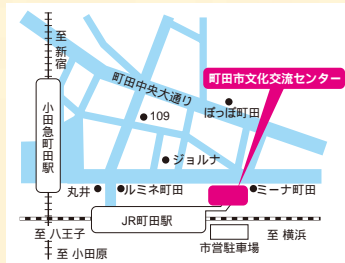 至 新宿
町田中央大通り
町田市文化交流センター
ぽっぽ町田
109
小田急町田駅
ジョルナ
丸井
ルミネ町田
ミーナ町田
JR町田駅
至 八王子
市営駐車場
至 横浜
至 小田原